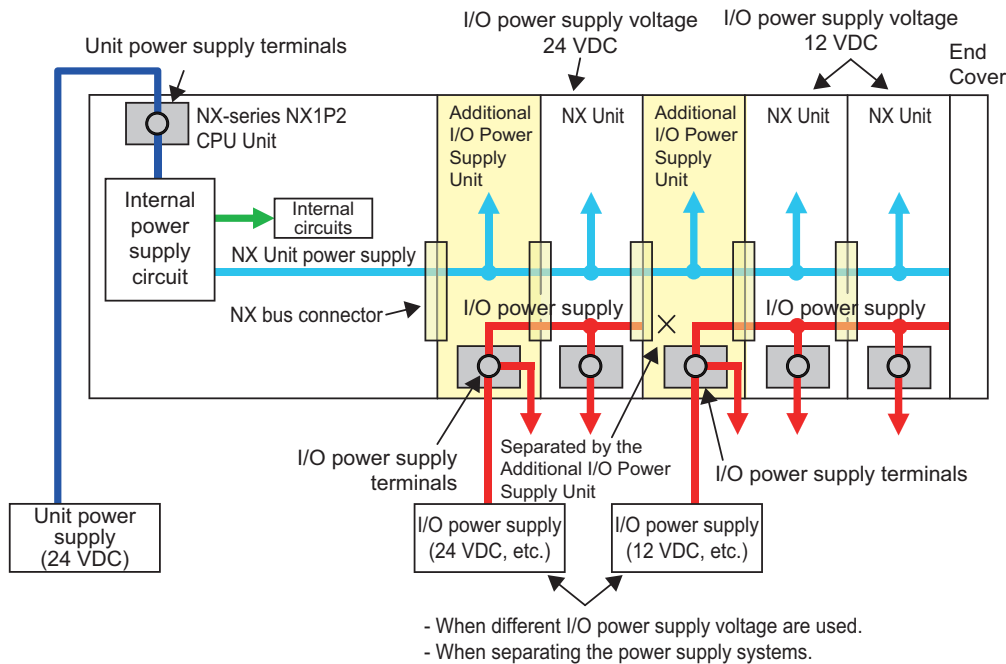 I/O power supply voltage
24 VDC
I/O power supply voltage
12 VDC
End
Cover
Unit power supply terminals
NX-series NX1P2
CPU Unit
Additional
I/O Power
Supply
Unit
NX Unit
Additional
I/O Power
Supply
Unit
NX Unit
NX Unit
Internal
power
supply
circuit
Internal
circuits
NX Unit power supply
NX bus connector
I/O power supply
I/O power supply
I/O power supply
terminals
Separated by the
Additional I/O Power
Supply Unit
I/O power supply terminals
Unit power
supply
(24 VDC)
I/O power supply
(24 VDC, etc.)
I/O power supply
(12 VDC, etc.)
- When different I/O power supply voltage are used.
- When separating the power supply systems.